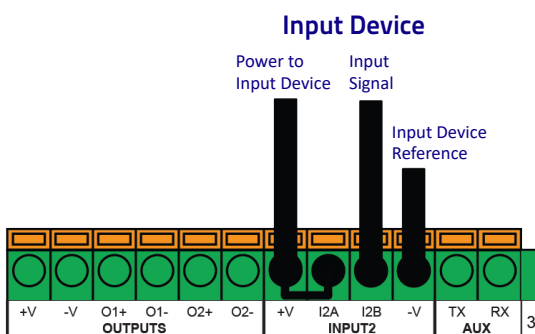 Input Device
Power to
Input Device
Input
Signal
Input Device
Reference
+V -V O1+ O1- O2+ O2- +V I2A I2B -V TX RX
OUTPUTS INPUT2 AUX
3